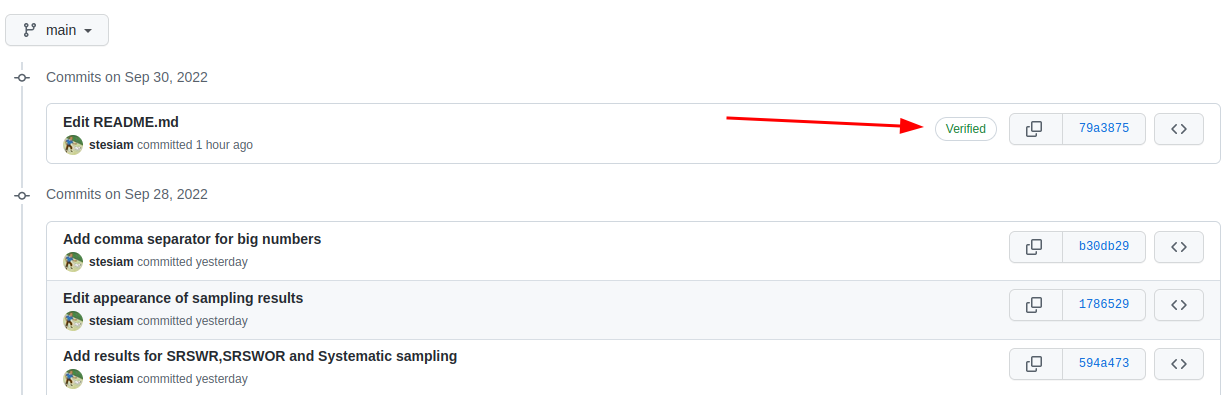 main
Commits on Sep 30, 2022
Edit README.md
stesiam committed 1 hour ago
Verified
79a3875
Commits on Sep 28, 2022
Add comma separator for big numbers
stesiam committed yesterday
b30db29
Edit appearance of sampling results
stesiam committed yesterday
1786529
Add results for SRSWR,SRSWOR and Systematic sampling
stesiam committed yesterday
594a473